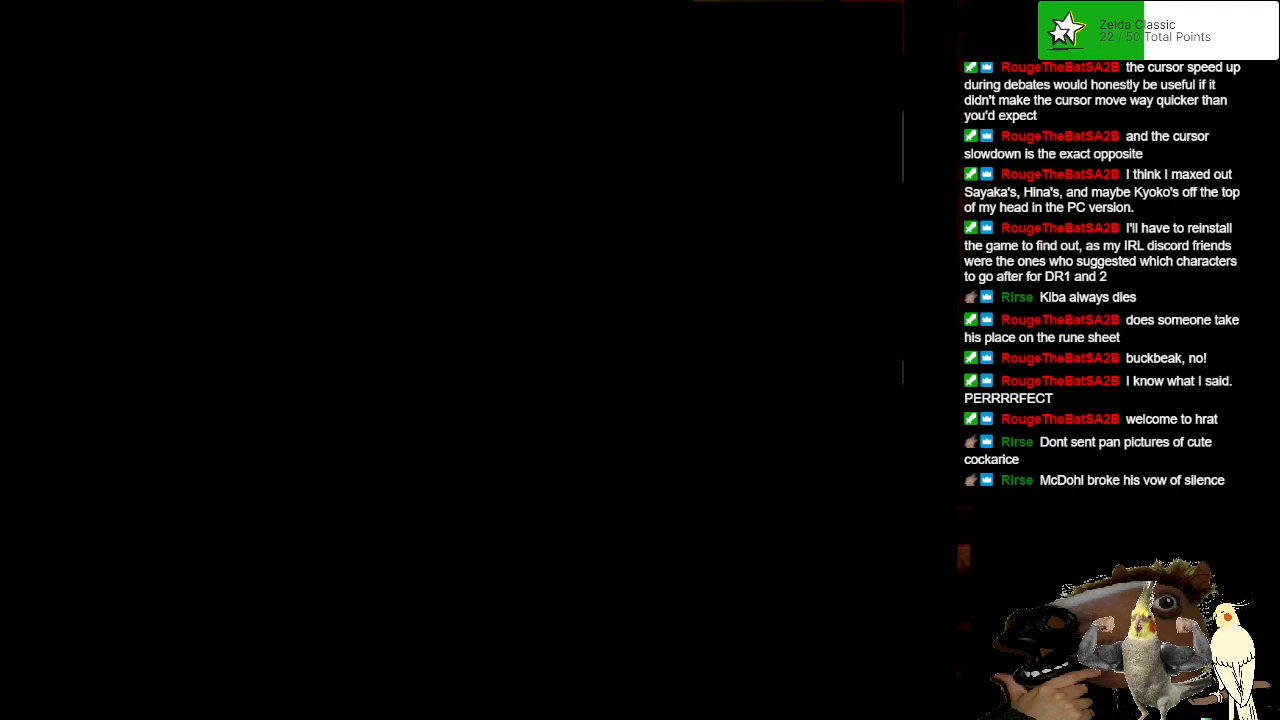 Zelda Classic
22 / 50 Total Points
RougeTheBatSA2B the cursor speed up
during debates would honestly be useful if it
didn't make the cursor move way quicker than
you'd expect
RougeTheBatSA2B and the cursor
slowdown is the exact opposite
RougeTheBatSA2B I think I maxed out
Sayaka's, Hina's, and maybe Kyoko's off the top
of my head in the PC version.
RougeTheBatSA2B I'll have to reinstall
the game to find out, as my IRL discord friends
were the ones who suggested which characters
to go after for DR1 and 2
Rirse Kiba always dies
RougeTheBatSA2B does someone take
his place on the rune sheet
RougeTheBatSA2B buckbeak, no!
RougeTheBatSA2B I know what I said.
PERRRRFECT
RougeTheBatSA2B welcome to hrat
Rirse Dont sent pan pictures of cute
cockarice
Rirse McDohl broke his vow of silence